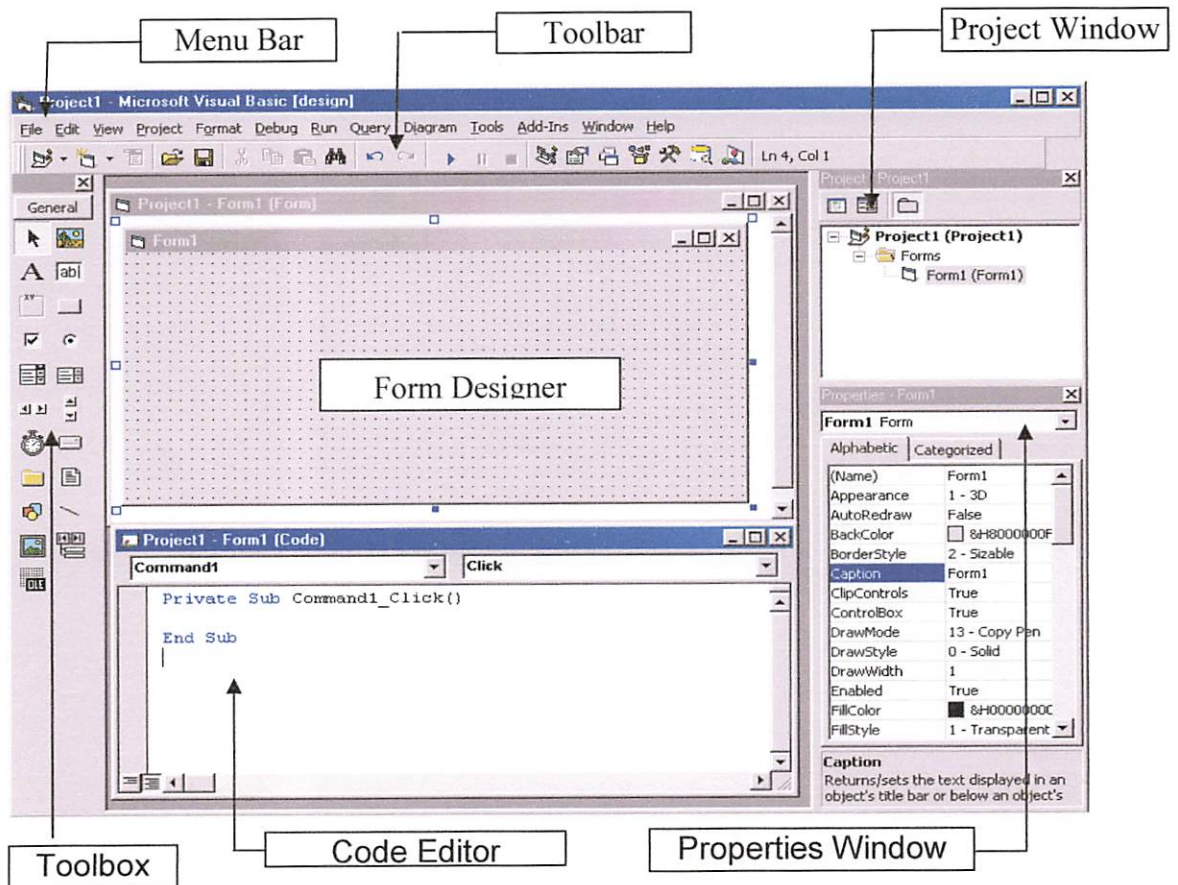 Menu Bar
Toolbar
Project Window
Project1 - Microsoft Visual Basic [design]
File Edit View Project Format Debug Run Query Diagram Tools Add-Ins Window Help
Ln 4, Col 1
General
A
ab
XY
OLE
Project1 - Form1 (Form)
Form1
Form Designer
Project1 - Form1 (Code)
Command1
Click
Private Sub Command1_Click()
End Sub
Project - Project1
Project1 (Project1)
Forms
Form1 (Form1)
Properties - Form1
Form1 Form
Alphabetic Categorized
(Name) Form1
Appearance 1 - 3D
AutoRedraw False
BackColor &H8000000F
BorderStyle 2 - Sizable
Caption Form1
ClipControls True
ControlBox True
DrawMode 13 - Copy Pen
DrawStyle 0 - Solid
DrawWidth 1
Enabled True
FillColor
FillStyle 1 - Transparent
Caption
Returns/sets the text displayed in an
object's title bar or below an object's
Toolbox
Code Editor
Properties Window